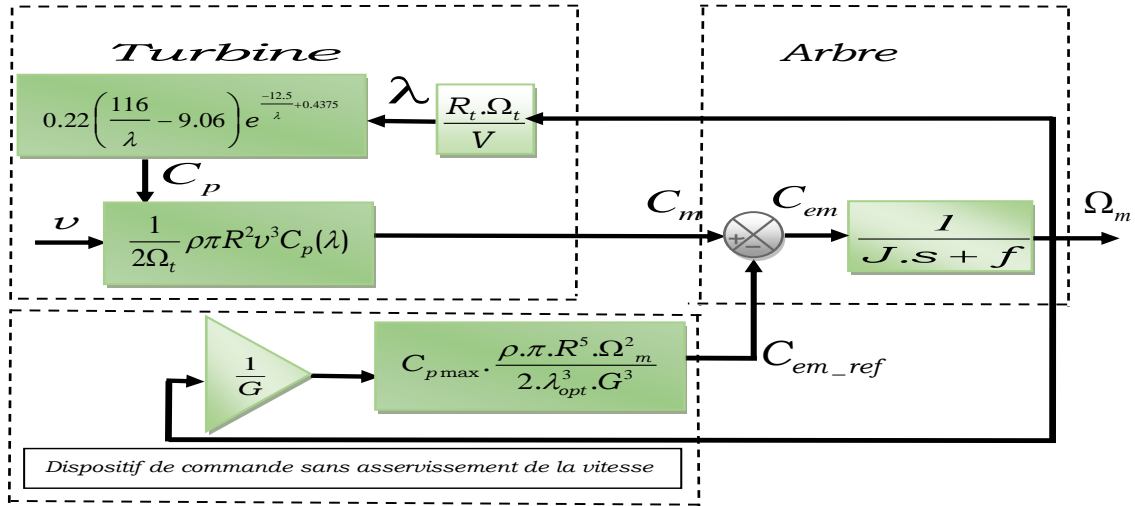 Turbine
Arbre
0.22 (116/λ − 9.06) e^(−12.5/λ + 0.4375)
λ
R_t.Ω_t / V
C_p
v
1/(2Ω_t) ρπR²v³C_p(λ)
C_m
+
−
C_em
1 / (J.s + f)
Ω_m
1/G
C_pmax . ρ.π.R⁵.Ω²_m / (2.λ³_opt.G³)
C_em_ref
Dispositif de commande sans asservissement de la vitesse